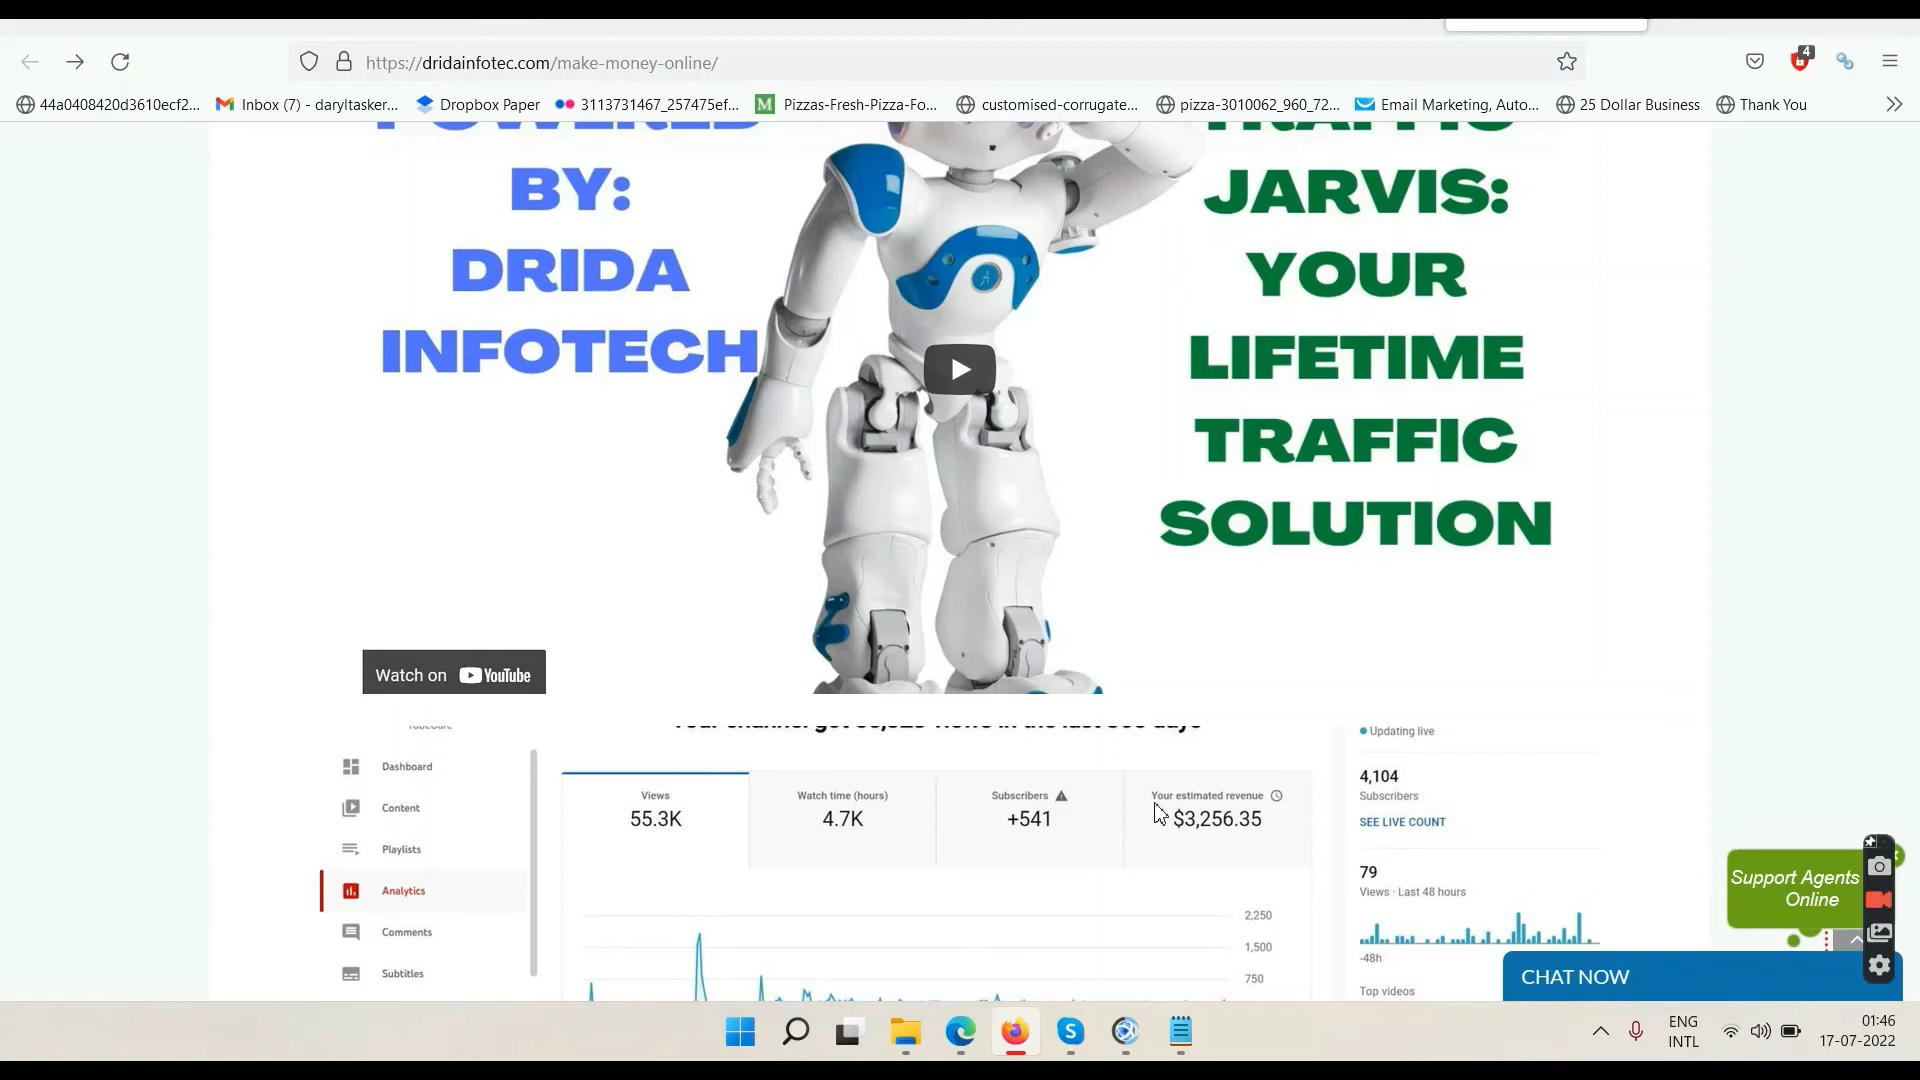 4
https://dridainfotec.com/make-money-online/
44a0408420d3610ecf2...
Inbox (7) - daryltasker...
Dropbox Paper
3113731467_257475ef...
M
Pizzas-Fresh-Pizza-Fo...
customised-corrugate...
pizza-3010062_960_72...
Email Marketing, Auto...
25 Dollar Business
Thank You
POWERED
BY:
DRIDA
INFOTECH
TRAFFIC
JARVIS:
YOUR
LIFETIME
TRAFFIC
SOLUTION
Watch on YouTube
Dashboard
Content
Playlists
Analytics
Comments
Subtitles
Views
55.3K
Watch time (hours)
4.7K
Subscribers
+541
Your estimated revenue
$3,256.35
2,250
1,500
750
Updating live
4,104
Subscribers
SEE LIVE COUNT
79
Views · Last 48 hours
-48h
Top videos
Support Agents
Online
CHAT NOW
ENG
INTL
01:46
17-07-2022